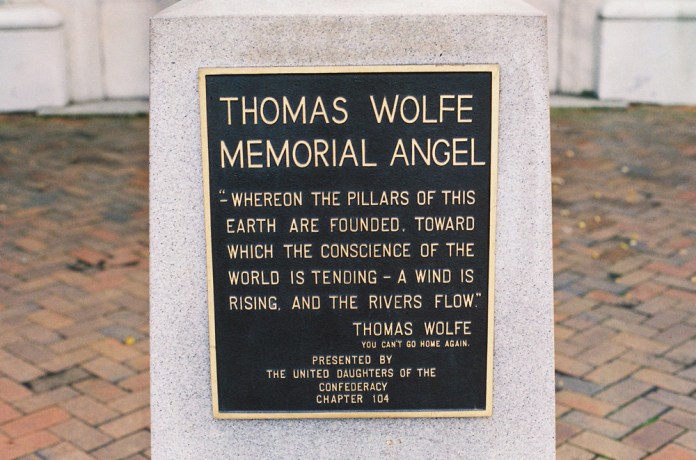 THOMAS WOLFE
MEMORIAL ANGEL
“–WHEREON THE PILLARS OF THIS
EARTH ARE FOUNDED, TOWARD
WHICH THE CONSCIENCE OF THE
WORLD IS TENDING – A WIND IS
RISING, AND THE RIVERS FLOW.”
THOMAS WOLFE
YOU CAN'T GO HOME AGAIN.
PRESENTED BY
THE UNITED DAUGHTERS OF THE
CONFEDERACY
CHAPTER 104